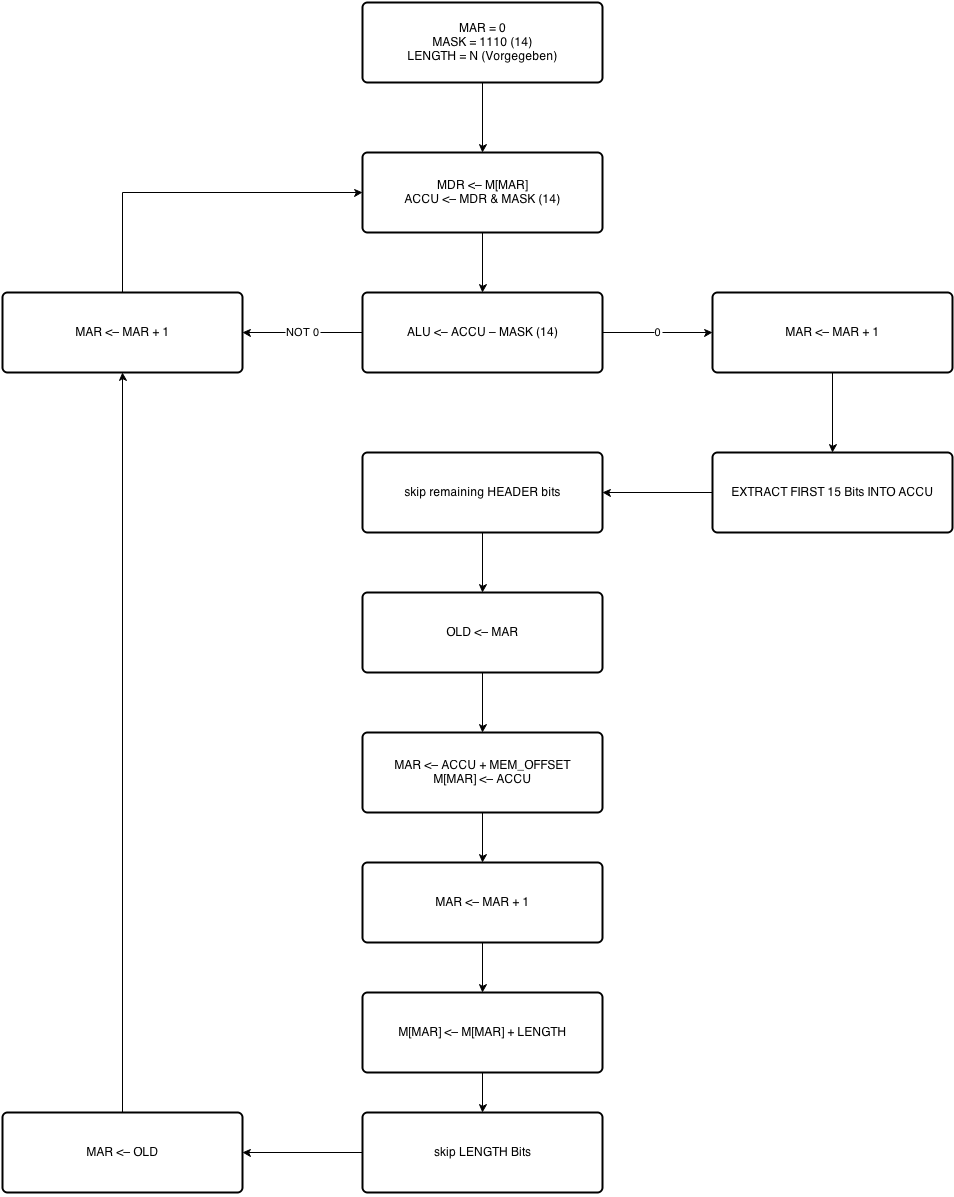 MAR = 0
MASK = 1110 (14)
LENGTH = N (Vorgegeben)
MDR <– M[MAR]
ACCU <– MDR & MASK (14)
MAR <– MAR + 1
NOT 0
ALU <– ACCU – MASK (14)
0
MAR <– MAR + 1
skip remaining HEADER bits
EXTRACT FIRST 15 Bits INTO ACCU
OLD <– MAR
MAR <– ACCU + MEM_OFFSET
M[MAR] <– ACCU
MAR <– MAR + 1
M[MAR] <– M[MAR] + LENGTH
MAR <– OLD
skip LENGTH Bits